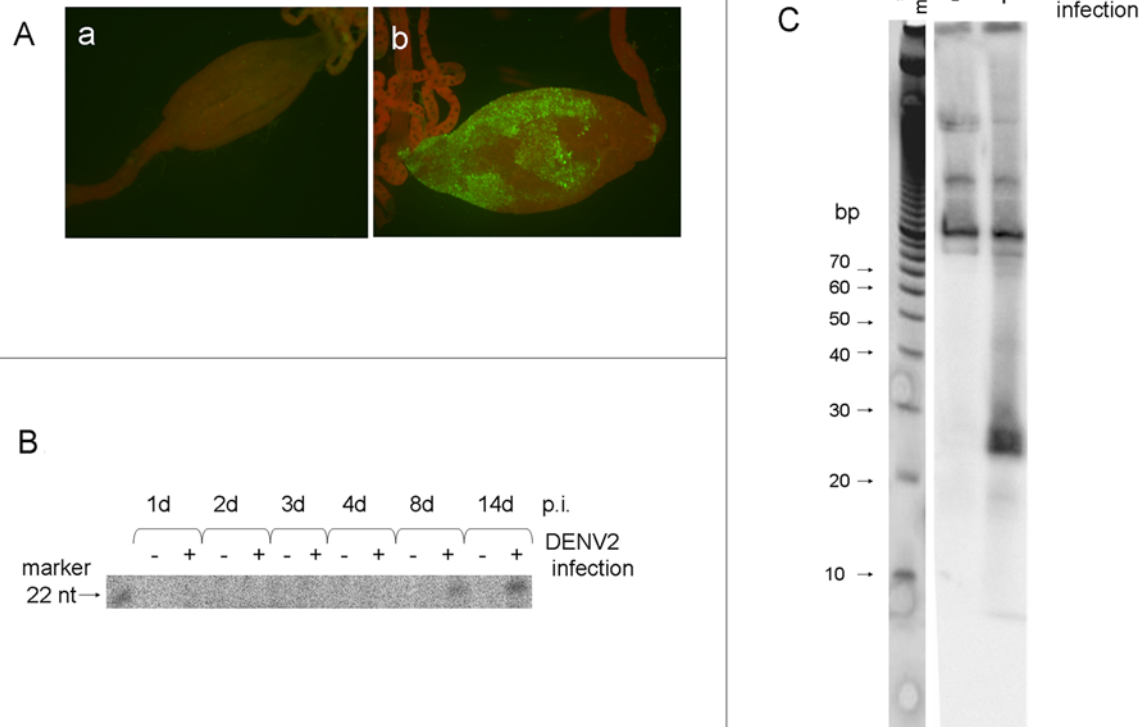 A
a
b
C
infection
bp
70
60
50
40
30
20
10
B
1d 2d 3d 4d 8d 14d p.i.
- + - + - + - + - + - + DENV2
infection
marker
22 nt